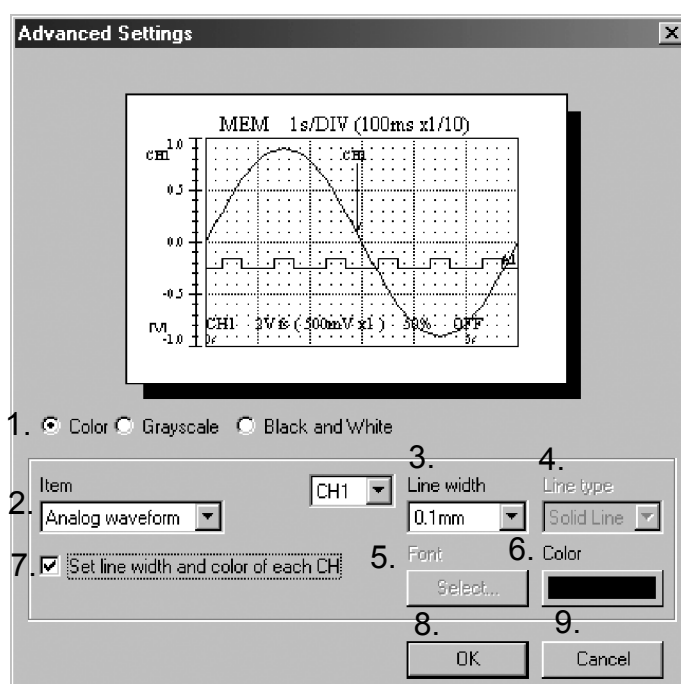 Advanced Settings
MEM 1s/DIV (100ms x1/10)
1.0
CH1
CH1
0.5
0.0
A1
-0.5
[V]
CH1 2V fs ( 500mV x1 ) 50% OFF
-1.0
1. Color Grayscale Black and White
3. 4.
Item CH1 Line width Line type
2. Analog waveform 0.1mm Solid Line
5. Font 6. Color
7. Set line width and color of each CH
Select...
8. 9.
OK Cancel